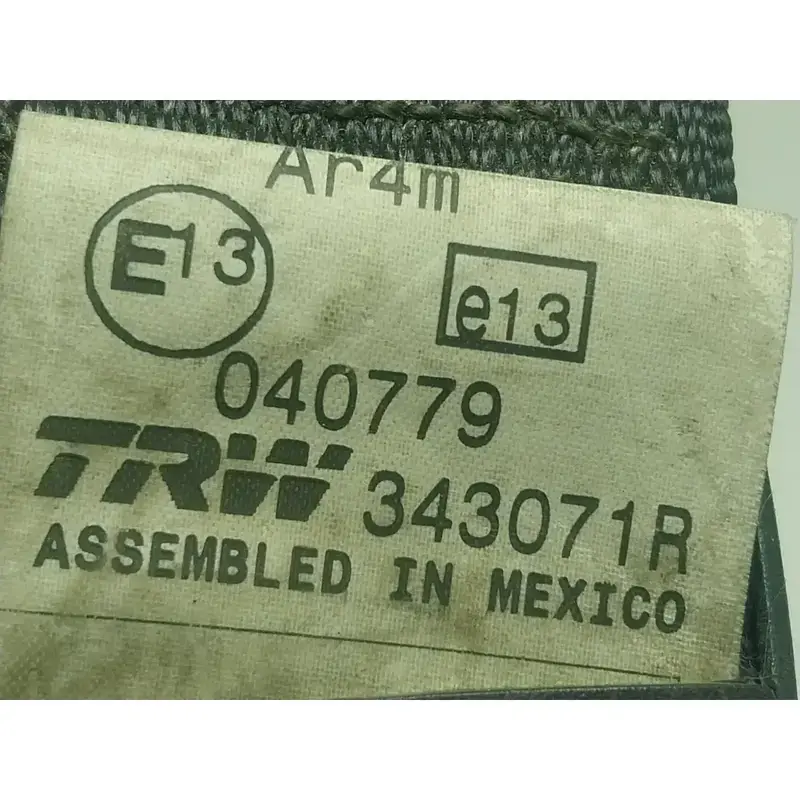 Ar4m
E13 e13
040779
TRW 343071R
ASSEMBLED IN MEXICO